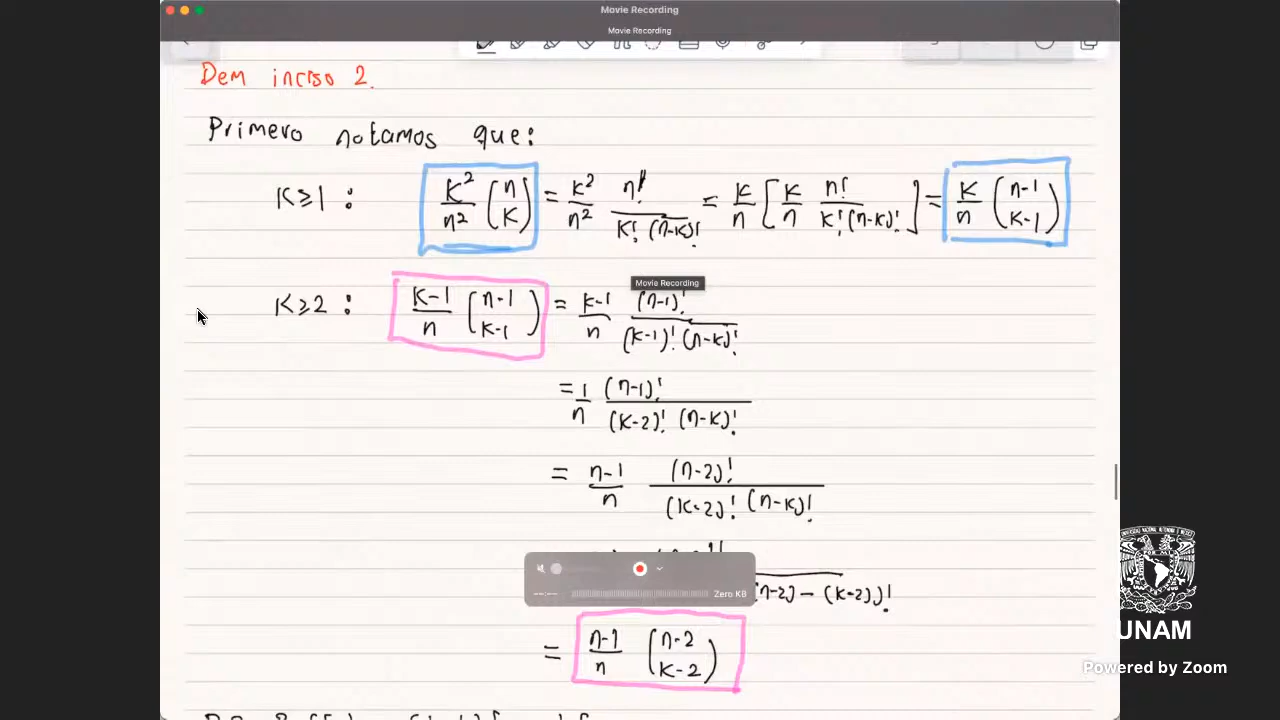 Movie Recording
Movie Recording
Dem inciso 2.
Primero notamos que:
K≥1 : K²/n² (n K) = K²/n² n!/K!(n-K)! = K/n [K/n n!/K!(n-K)!] = K/n (n-1 K-1)
Movie Recording
K≥2 : K-1/n (n-1 K-1) = K-1/n (n-1)!/(K-1)!(n-K)!
= 1/n (n-1)!/(K-2)!(n-K)!
= n-1/n (n-2)!/(K-2)!(n-K)!
(n-2)-(K-2))!
Zero KB
= n-1/n (n-2 K-2)
UNAM
Powered by Zoom